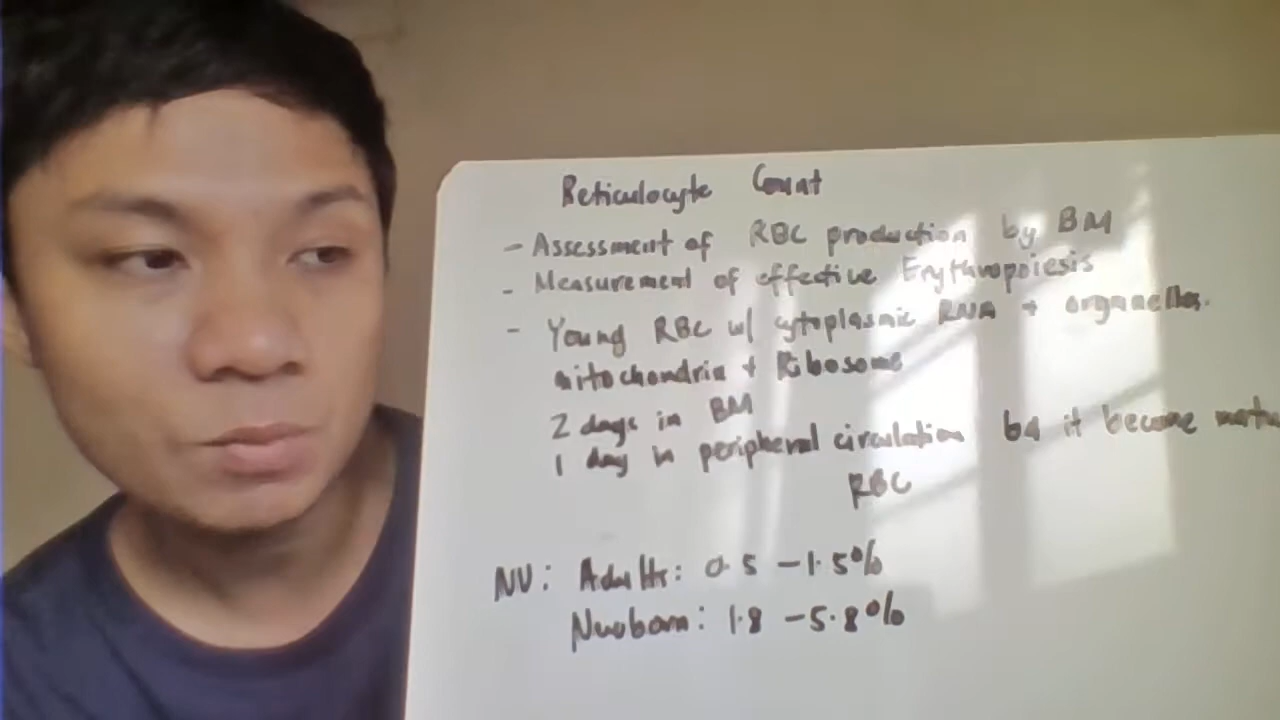 Reticulocyte Count
- Assessment of RBC production by BM
- Measurement of effective Erythropoiesis
- Young RBC w/ cytoplasmic RNA + organelles.
mitochondria + Ribosome
2 days in BM
1 day in peripheral circulation b4 it become matu
RBC
NV: Adults: 0.5 - 1.5%
Newborn: 1.8 - 5.8%